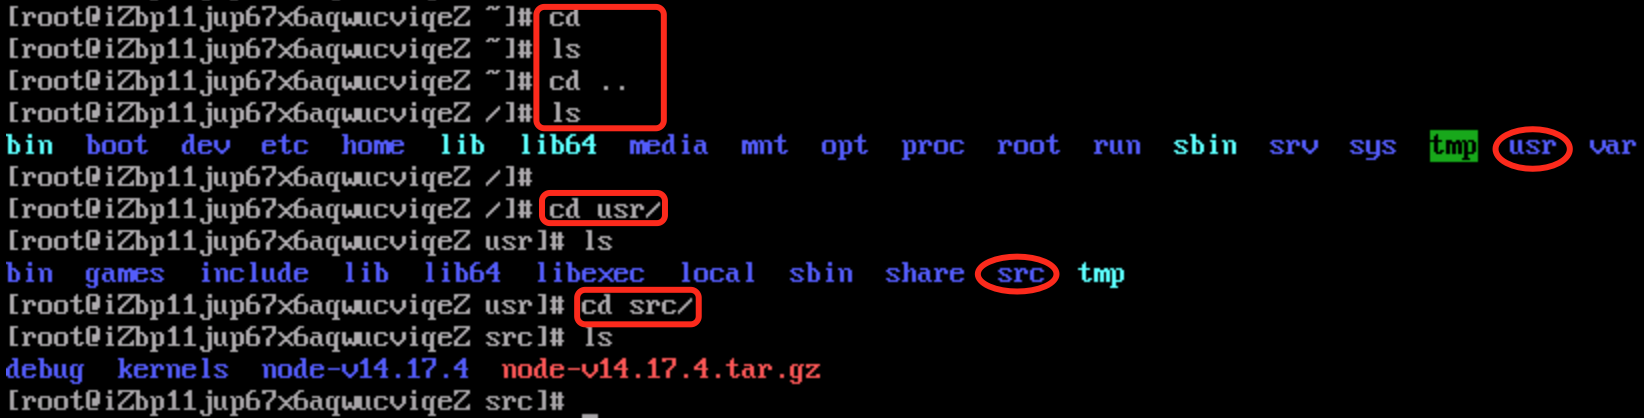 [root@iZbp11jup67x6aqwucviqeZ ~]# cd
[root@iZbp11jup67x6aqwucviqeZ ~]# ls
[root@iZbp11jup67x6aqwucviqeZ ~]# cd ..
[root@iZbp11jup67x6aqwucviqeZ /]# ls
bin boot dev etc home lib lib64 media mnt opt proc root run sbin srv sys tmp usr var
[root@iZbp11jup67x6aqwucviqeZ /]#
[root@iZbp11jup67x6aqwucviqeZ /]# cd usr/
[root@iZbp11jup67x6aqwucviqeZ usr]# ls
bin games include lib lib64 libexec local sbin share src tmp
[root@iZbp11jup67x6aqwucviqeZ usr]# cd src/
[root@iZbp11jup67x6aqwucviqeZ src]# ls
debug kernels node-v14.17.4 node-v14.17.4.tar.gz
[root@iZbp11jup67x6aqwucviqeZ src]# _